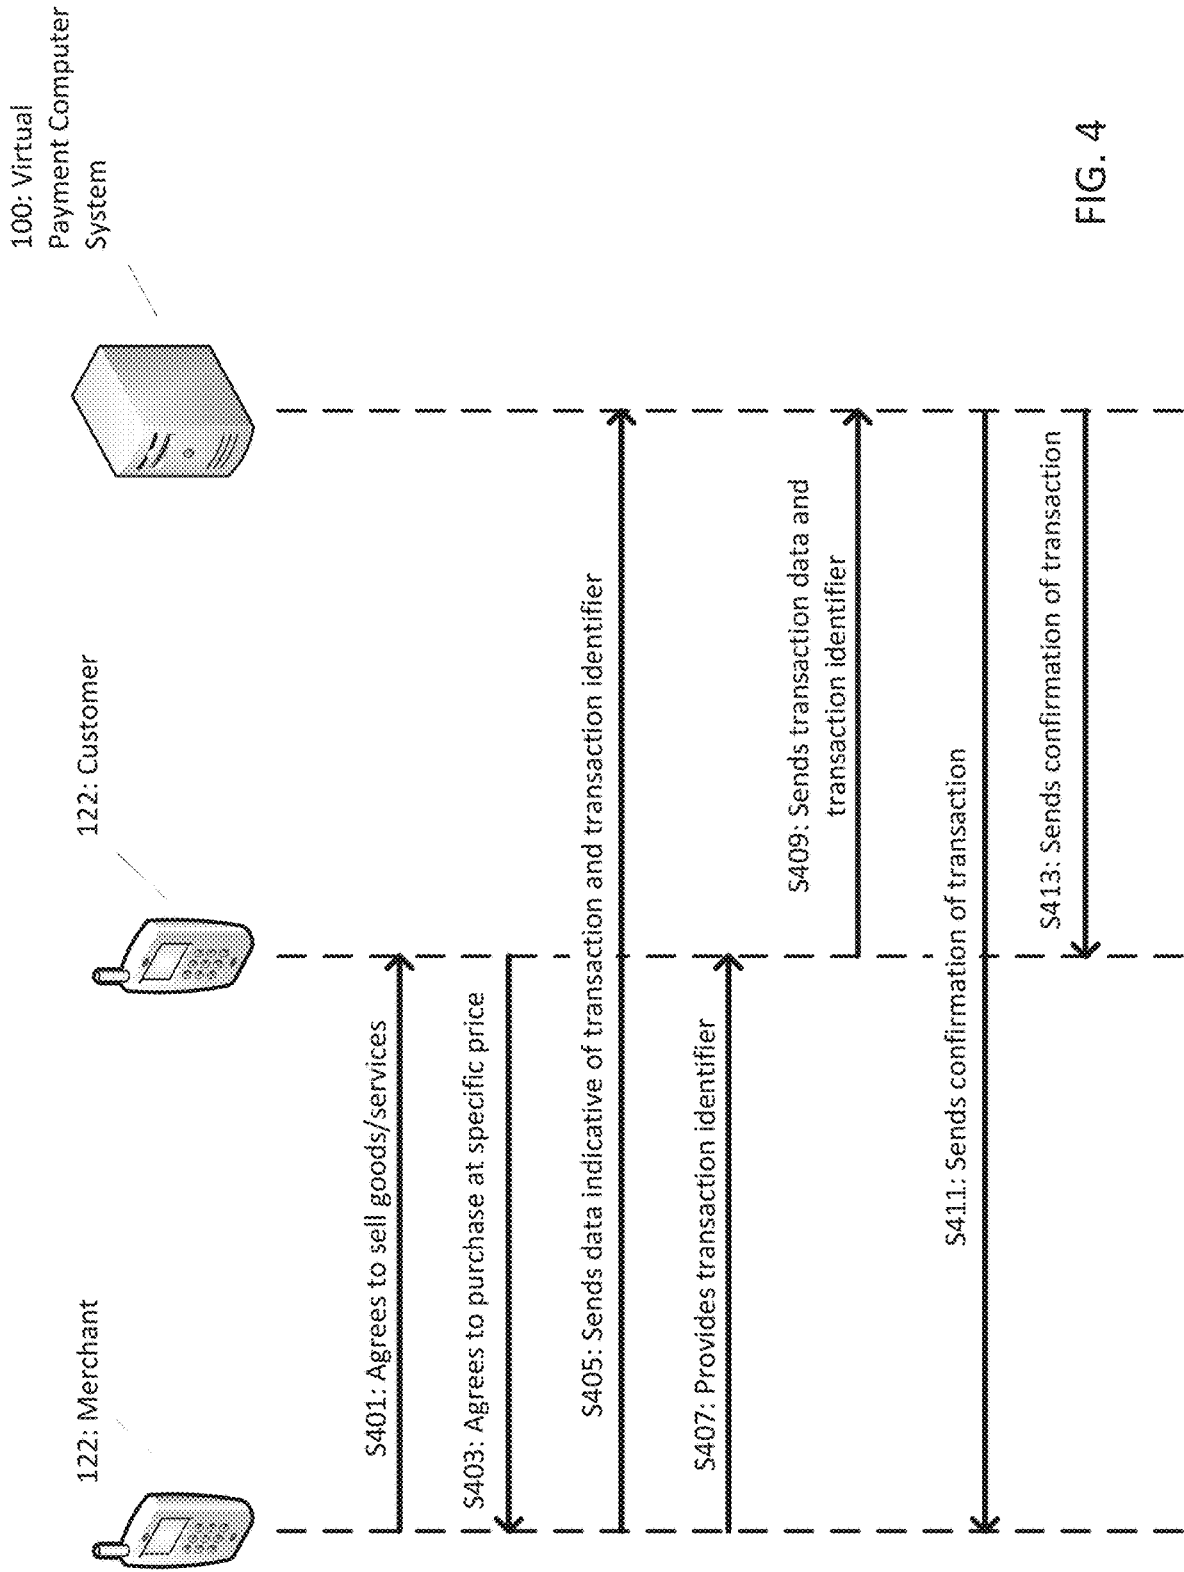 122: Merchant
122: Customer
100: Virtual
Payment Computer
System
S401: Agrees to sell goods/services
S403: Agrees to purchase at specific price
S405: Sends data indicative of transaction and transaction identifier
S407: Provides transaction identifier
S409: Sends transaction data and
transaction identifier
S411: Sends confirmation of transaction
S413: Sends confirmation of transaction
FIG. 4